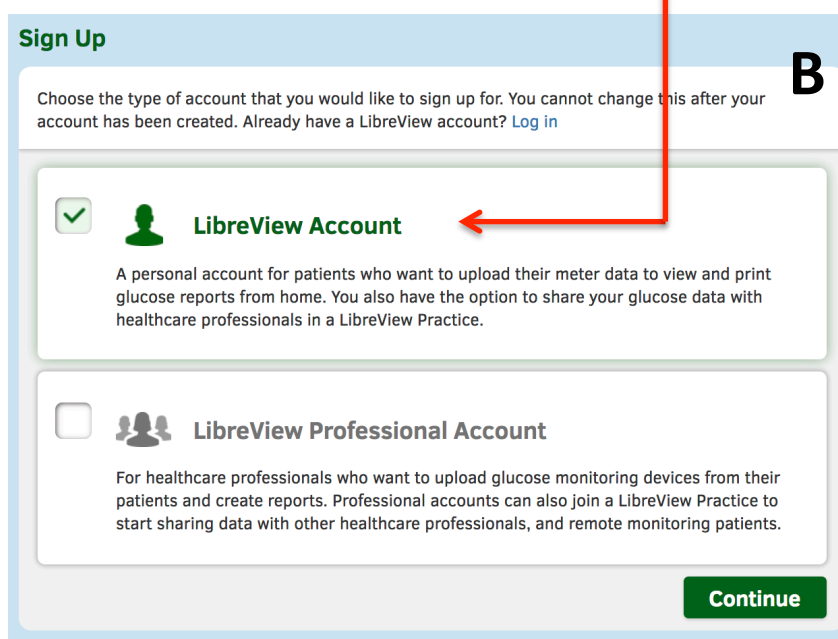 Sign Up
B
Choose the type of account that you would like to sign up for. You cannot change this after your
account has been created. Already have a LibreView account? Log in
LibreView Account
A personal account for patients who want to upload their meter data to view and print
glucose reports from home. You also have the option to share your glucose data with
healthcare professionals in a LibreView Practice.
LibreView Professional Account
For healthcare professionals who want to upload glucose monitoring devices from their
patients and create reports. Professional accounts can also join a LibreView Practice to
start sharing data with other healthcare professionals, and remote monitoring patients.
Continue